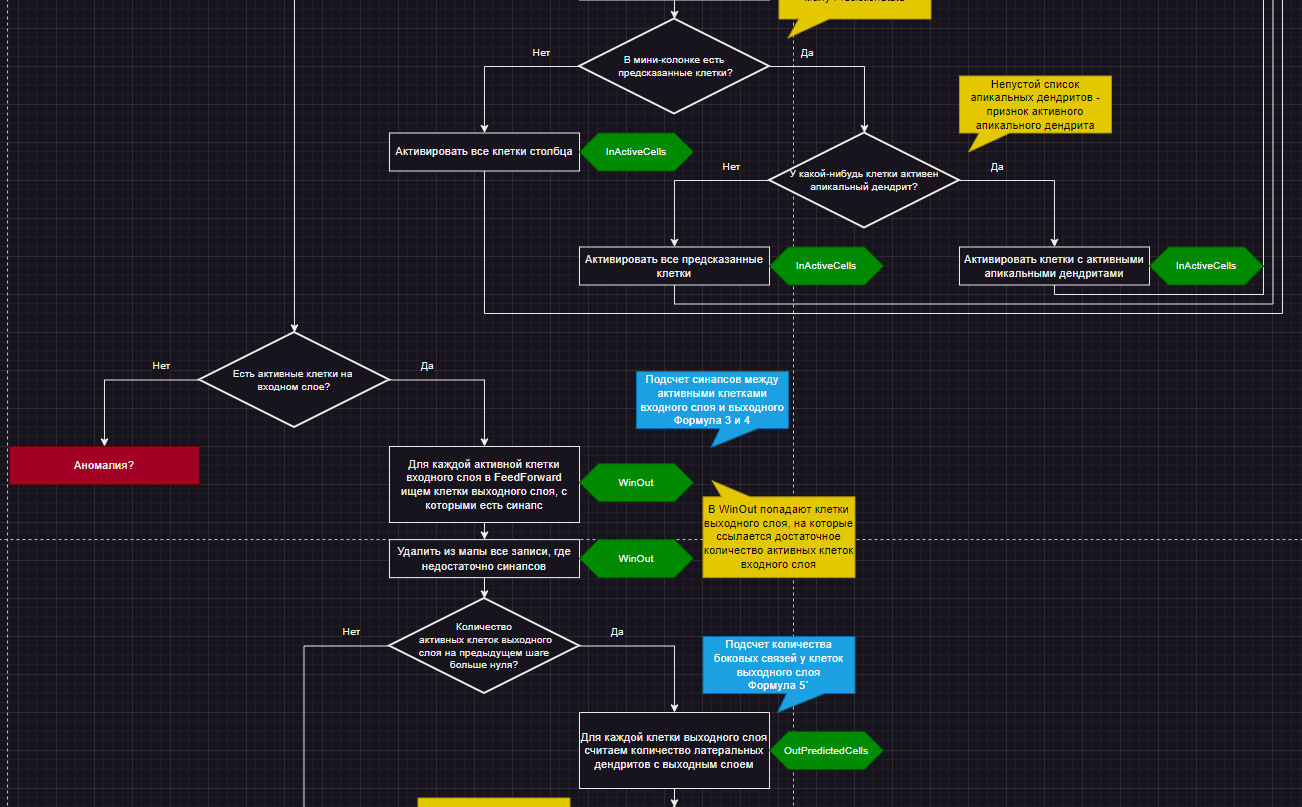 Нет
Да
В мини-колонке есть
предсказанные клетки?
Непустой список
апикальных дендритов -
признок активного
апикального дендрита
Активировать все клетки столбца
InActiveCells
Нет
Да
У какой-нибудь клетки активен
апикальный дендрит?
Активировать все предсказанные
клетки
InActiveCells
Активировать клетки с активными
апикальными дендритами
InActiveCells
Нет
Да
Есть активные клетки на
входном слое?
Подсчет синапсов между
активными клетками
входного слоя и выходного
Формула 3 и 4
Аномалия?
Для каждой активной клетки
входного слоя в FeedForward
ищем клетки выходного слоя, с
которыми есть синапс
WinOut
В WinOut попадают клетки
выходного слоя, на которые
ссылается достаточное
количество активных клеток
входного слоя
Удалить из мапы все записи, где
недостаточно синапсов
WinOut
Нет
Да
Количество
активных клеток выходного
слоя на предыдущем шаге
больше нуля?
Подсчет количества
боковых связей у клеток
выходного слоя
Формула 5`
Для каждой клетки выходного слоя
считаем количество латеральных
дендритов с выходным слоем
OutPredictedCells